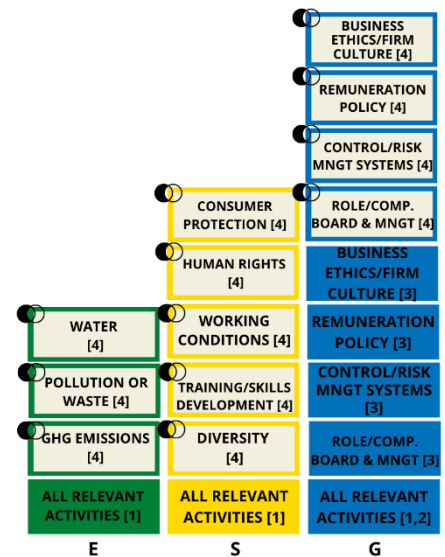 BUSINESS
ETHICS/FIRM
CULTURE [4]
REMUNERATION
POLICY [4]
CONTROL/RISK
MNGT SYSTEMS [4]
CONSUMER
PROTECTION [4]
ROLE/COMP.
BOARD & MNGT [4]
HUMAN RIGHTS
[4]
BUSINESS
ETHICS/FIRM
CULTURE [3]
WATER
[4]
WORKING
CONDITIONS [4]
REMUNERATION
POLICY [3]
POLLUTION OR
WASTE [4]
TRAINING/SKILLS
DEVELOPMENT [4]
CONTROL/RISK
MNGT SYSTEMS
[3]
GHG EMISSIONS
[4]
DIVERSITY
[4]
ROLE/COMP.
BOARD & MNGT [3]
ALL RELEVANT
ACTIVITIES [1]
ALL RELEVANT
ACTIVITIES [1]
ALL RELEVANT
ACTIVITIES [1,2]
E
S
G